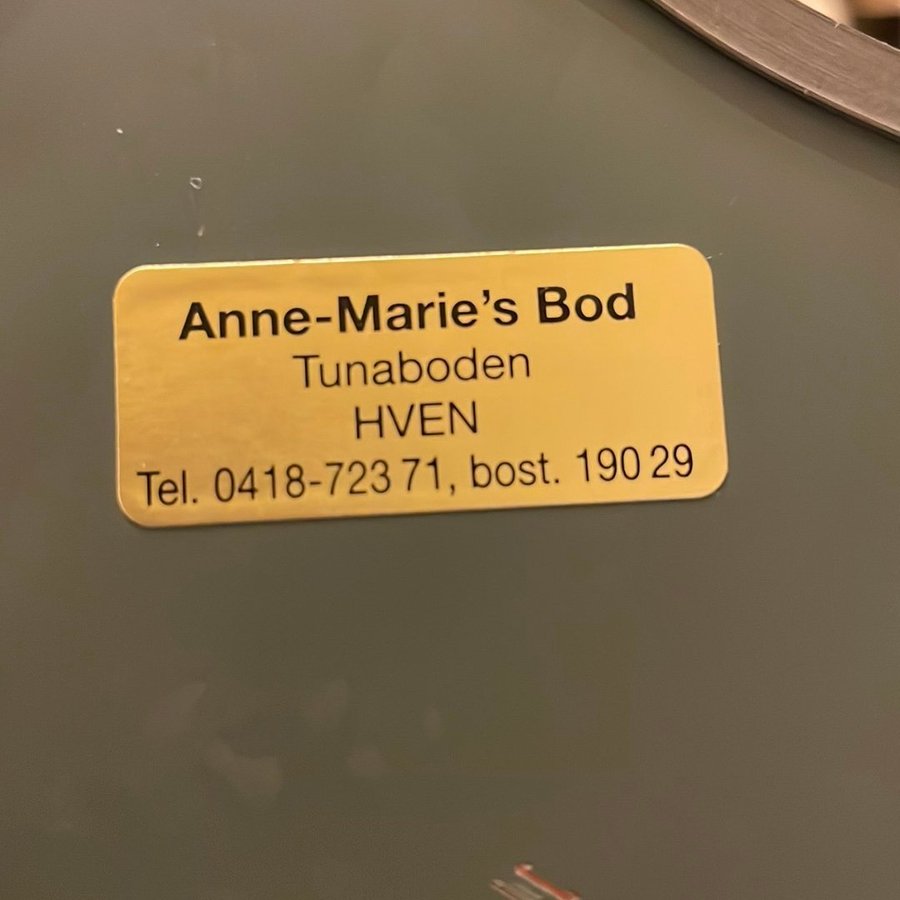 Anne-Marie's Bod
Tunaboden
HVEN
Tel. 0418-723 71, bost. 190 29